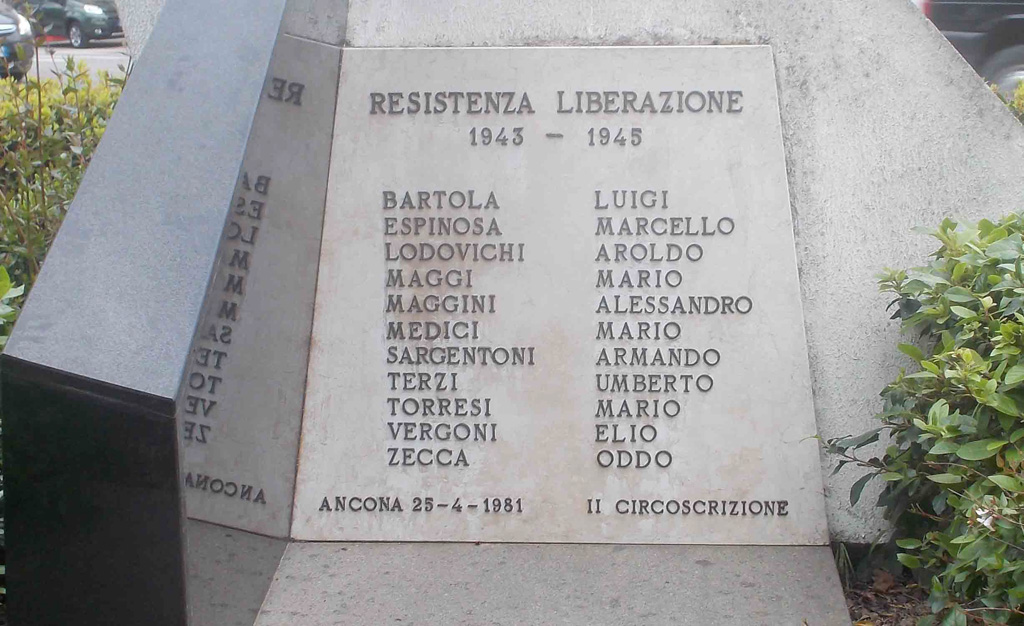 RESISTENZA LIBERAZIONE
1943 - 1945
BARTOLA LUIGI
ESPINOSA MARCELLO
LODOVICHI AROLDO
MAGGI MARIO
MAGGINI ALESSANDRO
MEDICI MARIO
SARGENTONI ARMANDO
TERZI UMBERTO
TORRESI MARIO
VERGONI ELIO
ZECCA ODDO
ANCONA 25-4-1981 II CIRCOSCRIZIONE